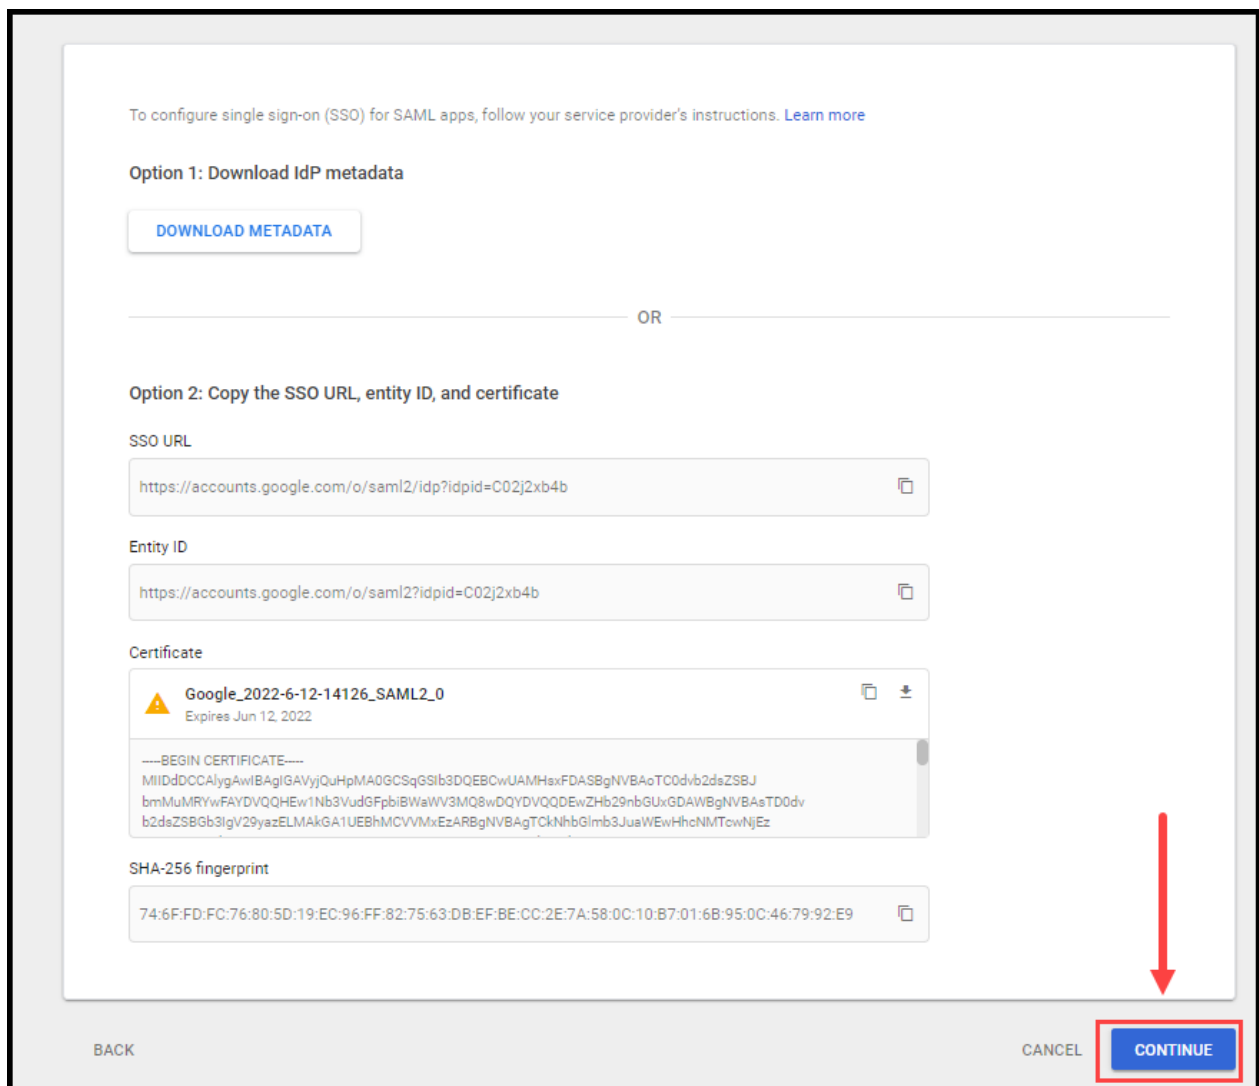 To configure single sign-on (SSO) for SAML apps, follow your service provider's instructions. Learn more
Option 1: Download IdP metadata
DOWNLOAD METADATA
OR
Option 2: Copy the SSO URL, entity ID, and certificate
SSO URL
https://accounts.google.com/o/saml2/idp?idpid=C02j2xb4b
Entity ID
https://accounts.google.com/o/saml2?idpid=C02j2xb4b
Certificate
Google_2022-6-12-14126_SAML2_0
Expires Jun 12, 2022
-----BEGIN CERTIFICATE-----
MIIDdDCCAlygAwIBAgIGAVyjQuHpMA0GCSqGSIb3DQEBCwUAMHsxFDASBgNVBAoTC0dvb2dsZSBJ
bmMuMRYwFAYDVQQHEw1Nb3VudGFpbiBWaWV3MQ8wDQYDVQQDEwZHb29nbGUxGDAWBgNVBAsTD0dv
b2dsZSBGb3IgV29yazELMAkGA1UEBhMCVVMxEzARBgNVBAgTCkNhbGlmb3JuaWEwHhcNMTcwNjEz
SHA-256 fingerprint
74:6F:FD:FC:76:80:5D:19:EC:96:FF:82:75:63:DB:EF:BE:CC:2E:7A:58:0C:10:B7:01:6B:95:0C:46:79:92:E9
BACK
CANCEL
CONTINUE